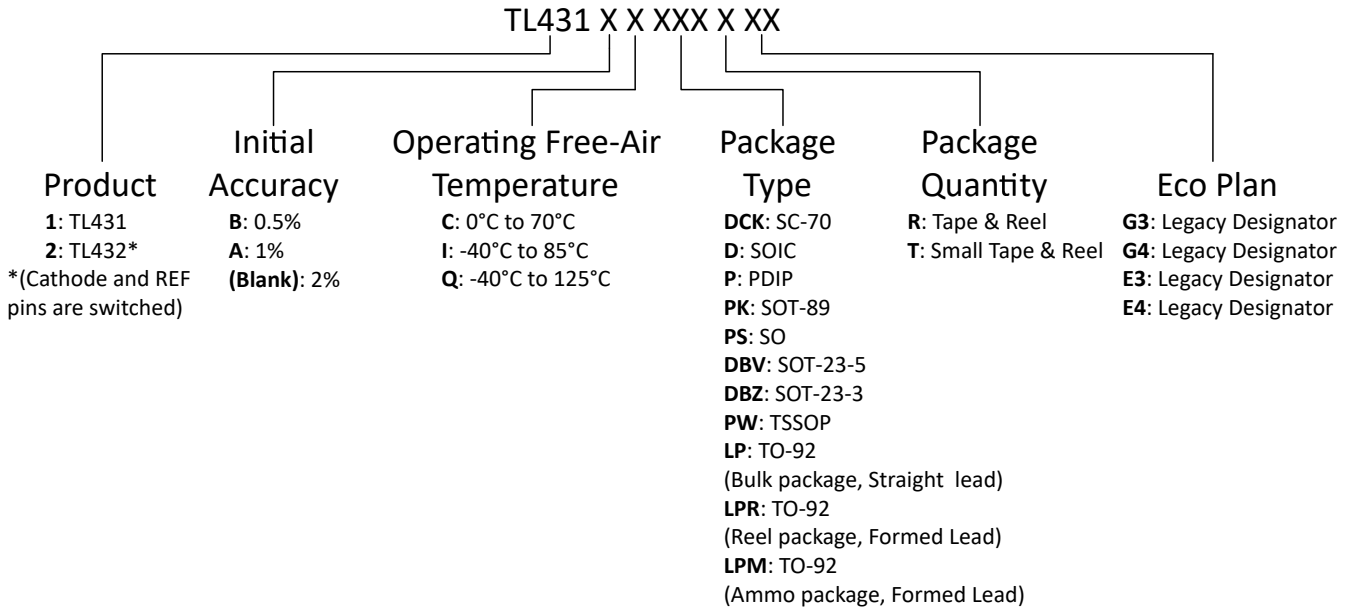 TL431 X X XXX X XX
Product
1: TL431
2: TL432*
*(Cathode and REF
pins are switched)
Initial
Accuracy
B: 0.5%
A: 1%
(Blank): 2%
Operating Free-Air
Temperature
C: 0°C to 70°C
I: -40°C to 85°C
Q: -40°C to 125°C
Package
Type
DCK: SC-70
D: SOIC
P: PDIP
PK: SOT-89
PS: SO
DBV: SOT-23-5
DBZ: SOT-23-3
PW: TSSOP
LP: TO-92
(Bulk package, Straight lead)
LPR: TO-92
(Reel package, Formed Lead)
LPM: TO-92
(Ammo package, Formed Lead)
Package
Quantity
R: Tape & Reel
T: Small Tape & Reel
Eco Plan
G3: Legacy Designator
G4: Legacy Designator
E3: Legacy Designator
E4: Legacy Designator